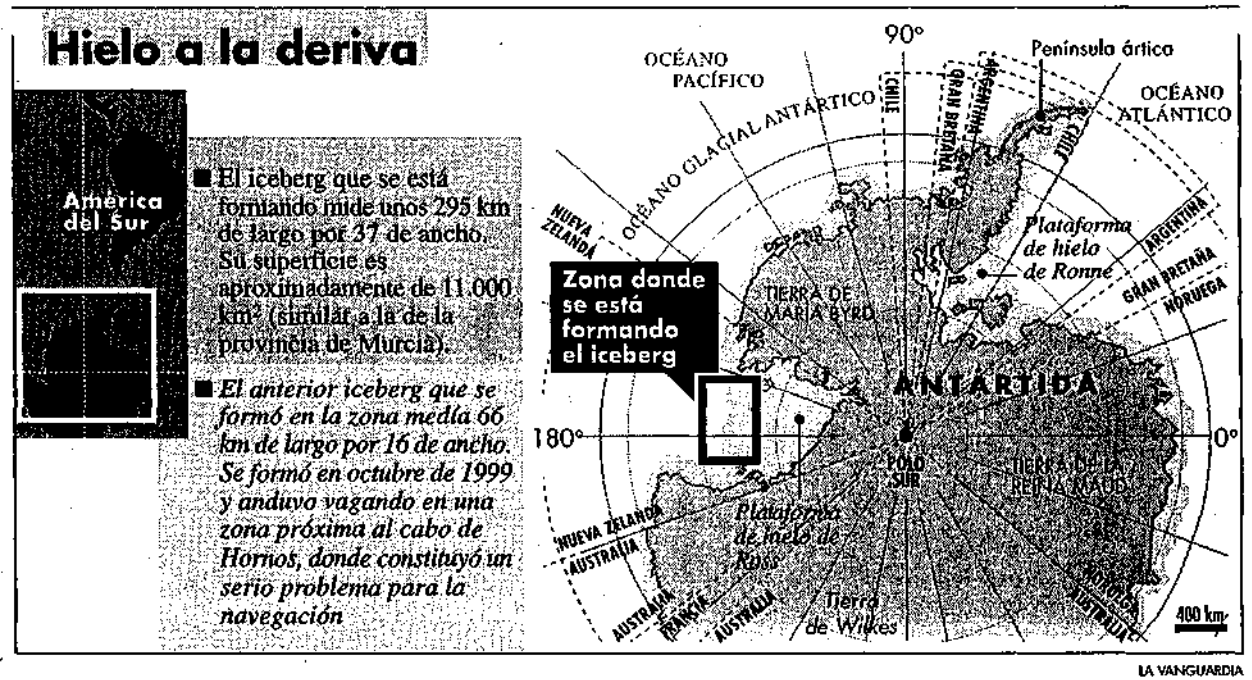 Hielo a la deriva
América
del Sur
■ El iceberg que se está
formando mide unos 295 km
de largo por 37 de ancho.
Su superficie es
aproximadamente de 11.000
km² (similar a la de la
provincia de Murcia).
■ El anterior iceberg que se
formó en la zona medía 66
km de largo por 16 de ancho.
Se formó en octubre de 1999
y anduvo vagando en una
zona próxima al cabo de
Hornos, donde constituyó un
serio problema para la
navegación
90°
OCÉANO
PACÍFICO
Península ártica
OCÉANO
ATLÁNTICO
OCÉANO GLACIAL ANTÁRTICO
CHILE
GRAN BRETAÑA
ARGENTINA
CHILE
NUEVA
ZELANDA
Plataforma
de hielo
de Ronne
ARGENTINA
GRAN BRETAÑA
NORUEGA
Zona donde
se está
formando
el iceberg
TIERRA DE
MARIA BYRD
ANTÁRTIDA
180°
0°
POLO
SUR
TIERRA DE LA
REINA MAUD
Plataforma
de hielo de
Ross
NUEVA ZELANDA
AUSTRALIA
AUSTRALIA
FRANCIA
AUSTRALIA
Tierra
de Wilkes
NORUEGA
AUSTRALIA
400 km
LA VANGUARDIA